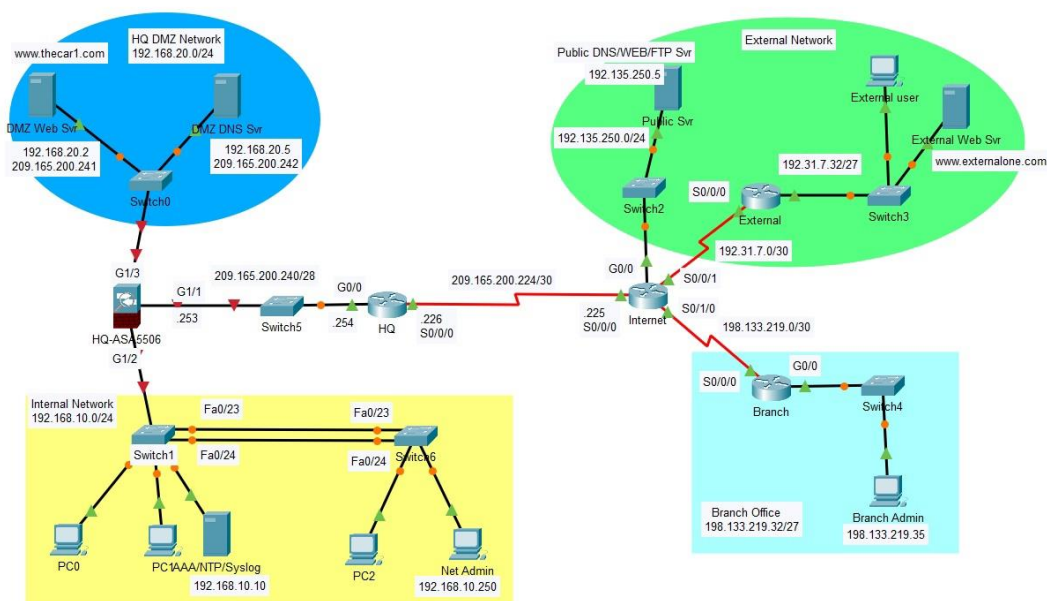 HQ DMZ Network
192.168.20.0/24
www.thecar1.com
DMZ Web Svr
DMZ DNS Svr
192.168.20.2
209.165.200.241
192.168.20.5
209.165.200.242
Switch0
External Network
Public DNS/WEB/FTP Svr
192.135.250.5
Public Svr
192.135.250.0/24
Switch2
External user
External Web Svr
www.externalone.com
192.31.7.32/27
S0/0/0
External
Switch3
192.31.7.0/30
G1/3
HQ-ASA5506
G1/1
.253
G1/2
209.165.200.240/28
Switch5
G0/0
.254
HQ
.226
S0/0/0
209.165.200.224/30
G0/0
S0/0/1
.225
S0/0/0
Internet
S0/1/0
198.133.219.0/30
S0/0/0
G0/0
Branch
Switch4
Branch Office
198.133.219.32/27
Branch Admin
198.133.219.35
Internal Network
192.168.10.0/24
Fa0/23
Fa0/23
Switch1
Fa0/24
Fa0/24
Switch6
PC0
PC1
AAA/NTP/Syslog
192.168.10.10
PC2
Net Admin
192.168.10.250